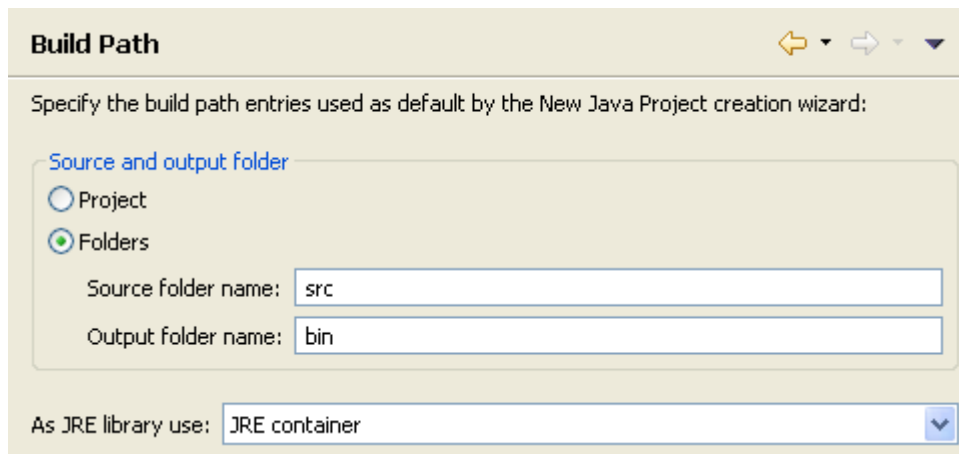 Build Path
Specify the build path entries used as default by the New Java Project creation wizard:
Source and output folder
Project
Folders
Source folder name: src
Output folder name: bin
As JRE library use: JRE container